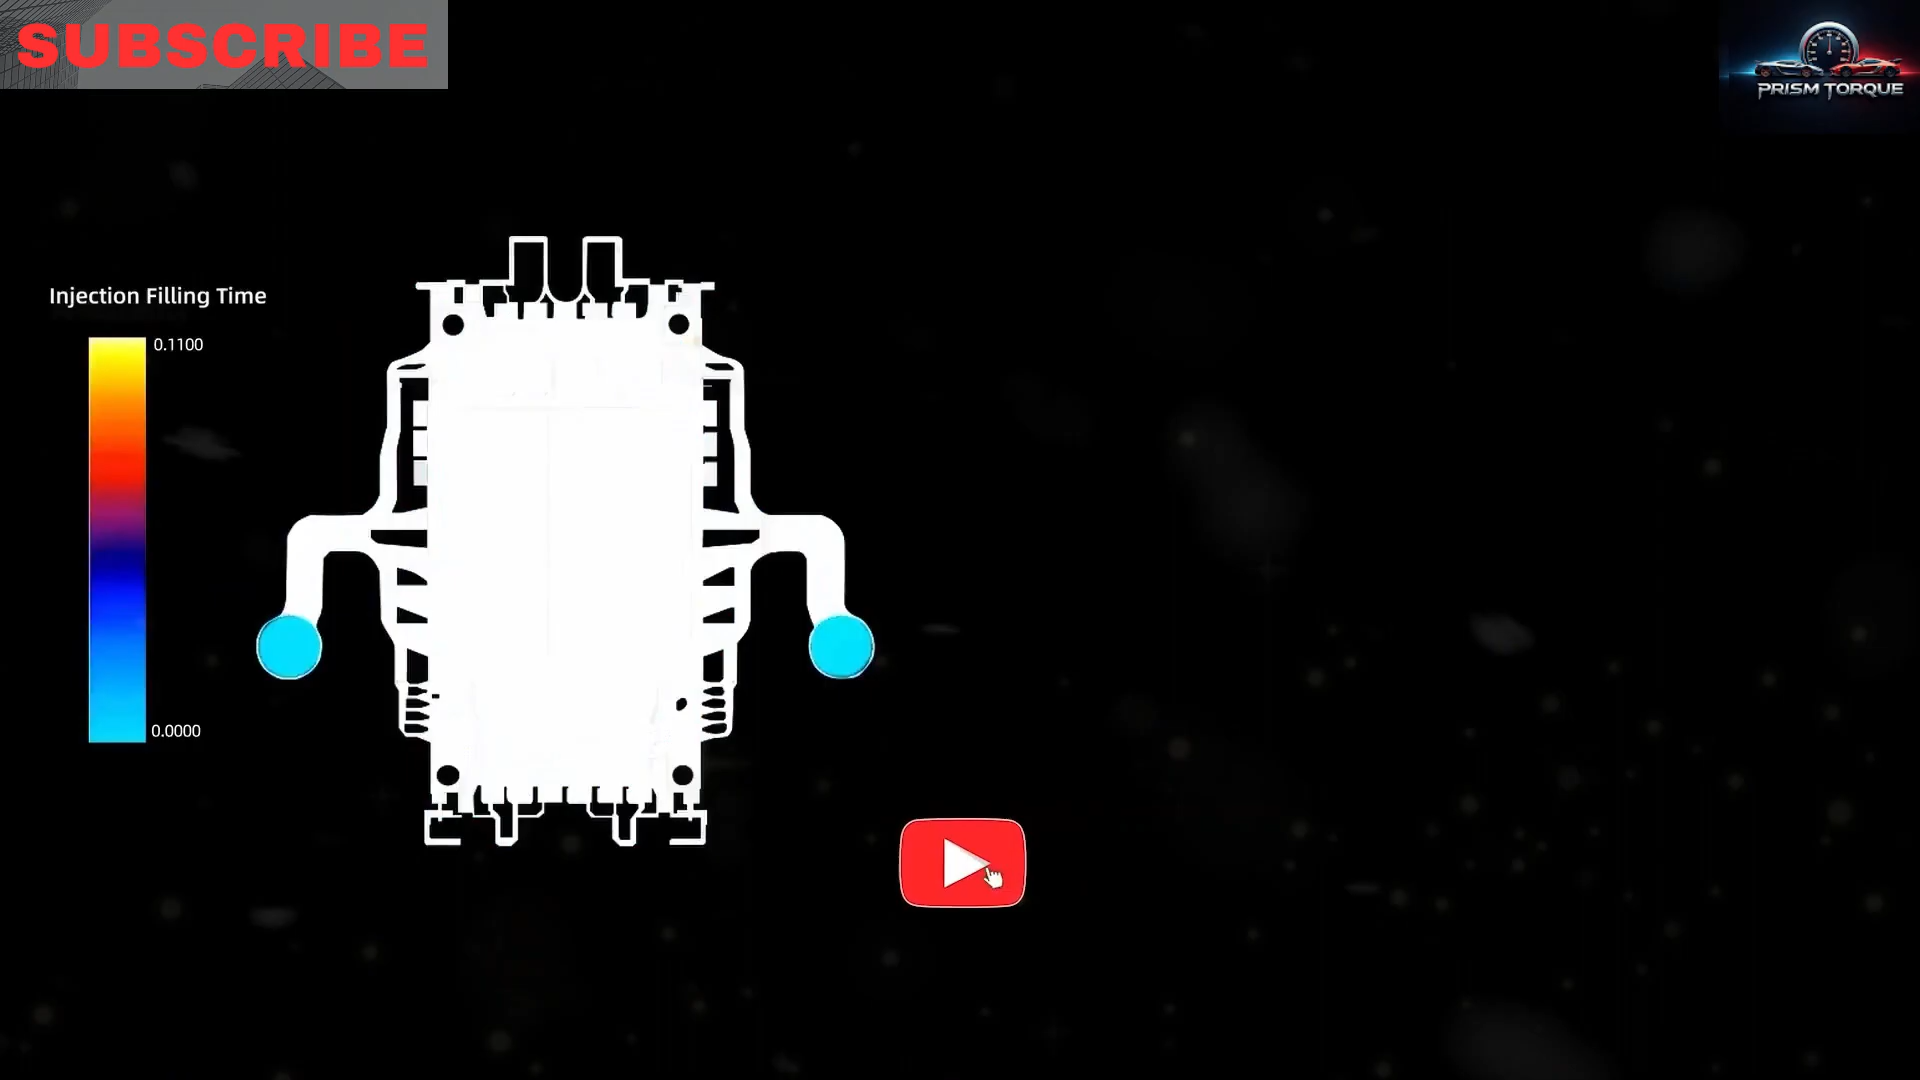 SUBSCRIBE
PRISM TORQUE
Injection Filling Time
0.1100
0.0000